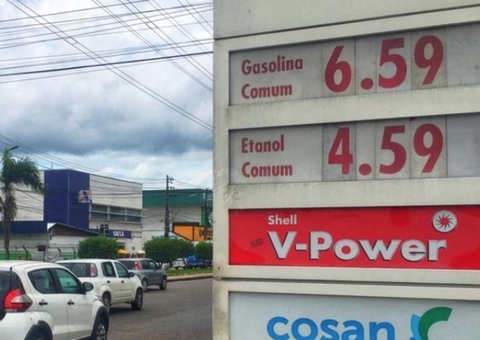 Gasolina
Comum 6.59
Etanol
Comum 4.59
Shell
V-Power
cosan